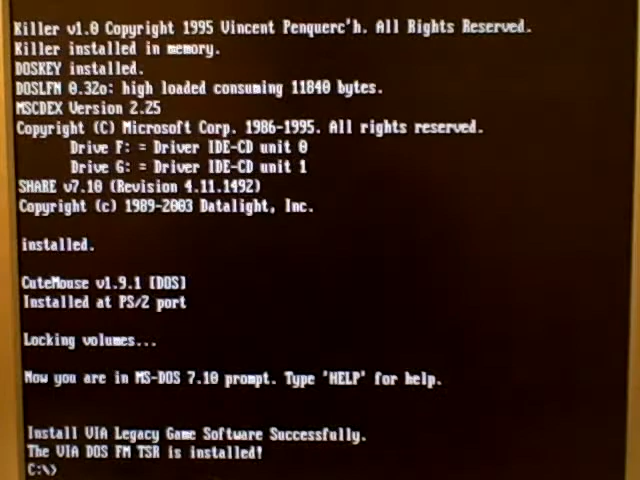 Killer v1.0 Copyright 1995 Vincent Penquerc'h. All Rights Reserved.
Killer installed in memory.
DOSKEY installed.
DOSLFN 0.32o: high loaded consuming 11840 bytes.
MSCDEX Version 2.25
Copyright (C) Microsoft Corp. 1986-1995. All rights reserved.
Drive F: = Driver IDE-CD unit 0
Drive G: = Driver IDE-CD unit 1
SHARE v7.10 (Revision 4.11.1492)
Copyright (c) 1989-2003 Datalight, Inc.
installed.
CuteMouse v1.9.1 [DOS]
Installed at PS/2 port
Locking volumes...
Now you are in MS-DOS 7.10 prompt. Type 'HELP' for help.
Install VIA Legacy Game Software Successfully.
The VIA DOS FM TSR is installed!
C:\>